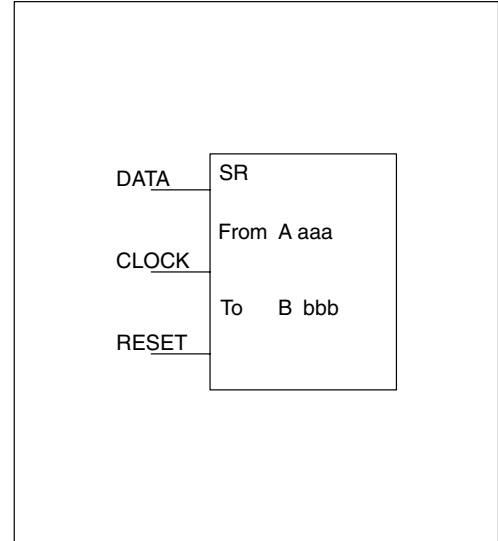 DATA
SR
From A aaa
CLOCK
To B bbb
RESET